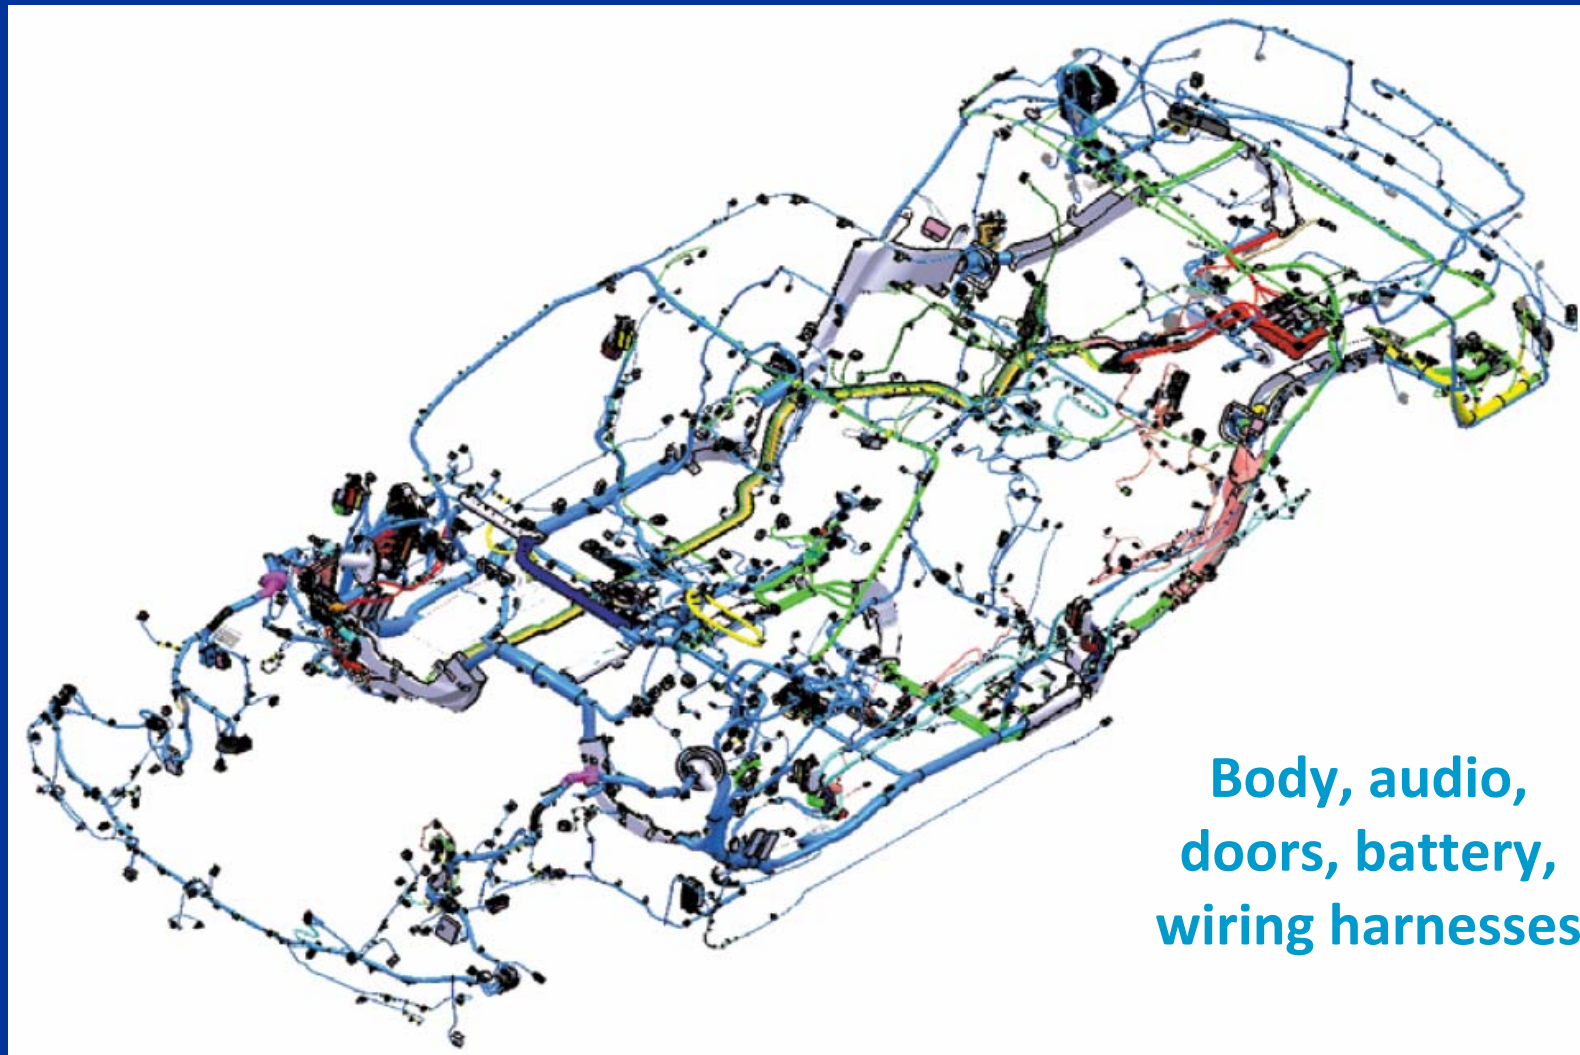 Body, audio,
doors, battery,
wiring harnesses